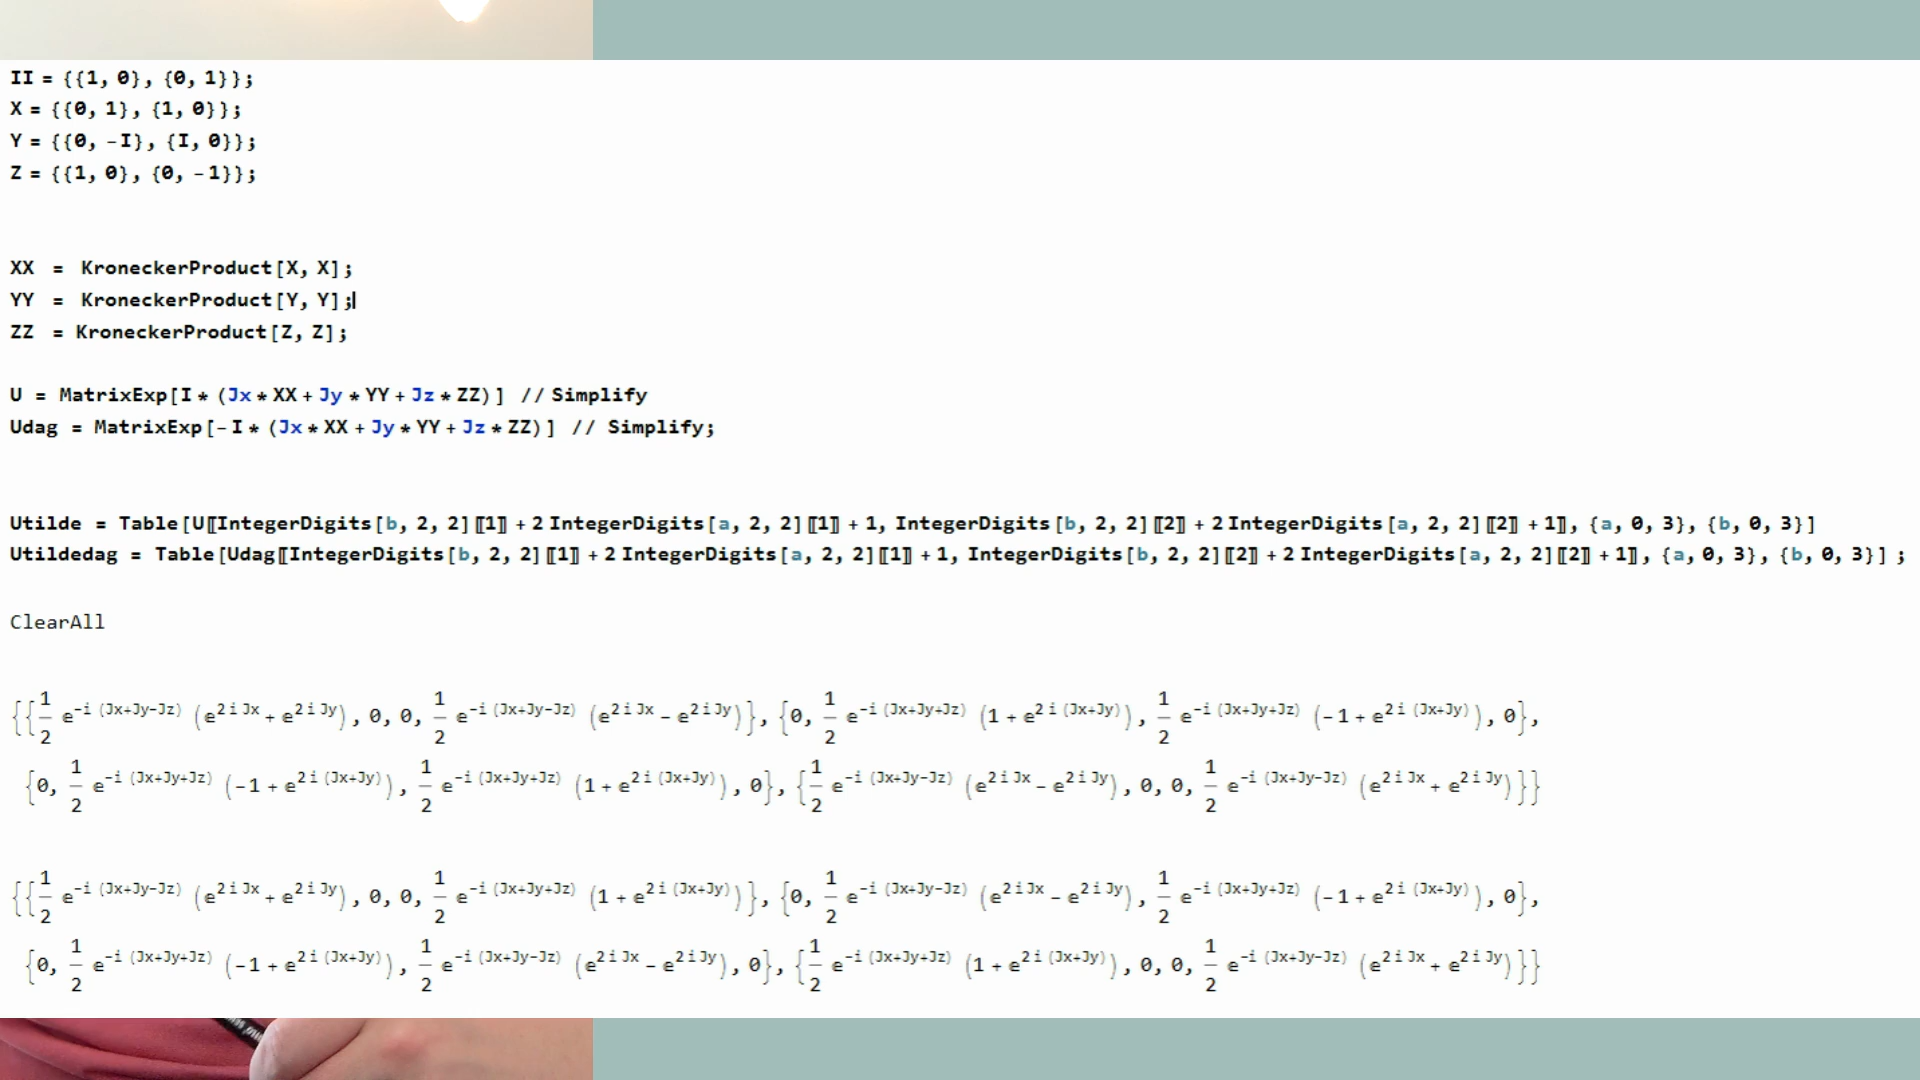 II = {{1, 0}, {0, 1}};
X = {{0, 1}, {1, 0}};
Y = {{0, -I}, {I, 0}};
Z = {{1, 0}, {0, -1}};
XX = KroneckerProduct[X, X];
YY = KroneckerProduct[Y, Y];
ZZ = KroneckerProduct[Z, Z];
U = MatrixExp[I * (Jx * XX + Jy * YY + Jz * ZZ)] // Simplify
Udag = MatrixExp[-I * (Jx * XX + Jy * YY + Jz * ZZ)] // Simplify;
Utilde = Table[U⟦IntegerDigits[b, 2, 2]⟦1⟧ + 2 IntegerDigits[a, 2, 2]⟦1⟧ + 1, IntegerDigits[b, 2, 2]⟦2⟧ + 2 IntegerDigits[a, 2, 2]⟦2⟧ + 1⟧, {a, 0, 3}, {b, 0, 3}]
Utildedag = Table[Udag⟦IntegerDigits[b, 2, 2]⟦1⟧ + 2 IntegerDigits[a, 2, 2]⟦1⟧ + 1, IntegerDigits[b, 2, 2]⟦2⟧ + 2 IntegerDigits[a, 2, 2]⟦2⟧ + 1⟧, {a, 0, 3}, {b, 0, 3}];
ClearAll
{{1/2 e^(-i (Jx+Jy-Jz)) (e^(2 i Jx) + e^(2 i Jy)), 0, 0, 1/2 e^(-i (Jx+Jy-Jz)) (e^(2 i Jx) - e^(2 i Jy))}, {0, 1/2 e^(-i (Jx+Jy+Jz)) (1 + e^(2 i (Jx+Jy))), 1/2 e^(-i (Jx+Jy+Jz)) (-1 + e^(2 i (Jx+Jy))), 0},
{0, 1/2 e^(-i (Jx+Jy+Jz)) (-1 + e^(2 i (Jx+Jy))), 1/2 e^(-i (Jx+Jy+Jz)) (1 + e^(2 i (Jx+Jy))), 0}, {1/2 e^(-i (Jx+Jy-Jz)) (e^(2 i Jx) - e^(2 i Jy)), 0, 0, 1/2 e^(-i (Jx+Jy-Jz)) (e^(2 i Jx) + e^(2 i Jy))}}
{{1/2 e^(-i (Jx+Jy-Jz)) (e^(2 i Jx) + e^(2 i Jy)), 0, 0, 1/2 e^(-i (Jx+Jy+Jz)) (1 + e^(2 i (Jx+Jy)))}, {0, 1/2 e^(-i (Jx+Jy-Jz)) (e^(2 i Jx) - e^(2 i Jy)), 1/2 e^(-i (Jx+Jy+Jz)) (-1 + e^(2 i (Jx+Jy))), 0},
{0, 1/2 e^(-i (Jx+Jy+Jz)) (-1 + e^(2 i (Jx+Jy))), 1/2 e^(-i (Jx+Jy-Jz)) (e^(2 i Jx) - e^(2 i Jy)), 0}, {1/2 e^(-i (Jx+Jy+Jz)) (1 + e^(2 i (Jx+Jy))), 0, 0, 1/2 e^(-i (Jx+Jy-Jz)) (e^(2 i Jx) + e^(2 i Jy))}}